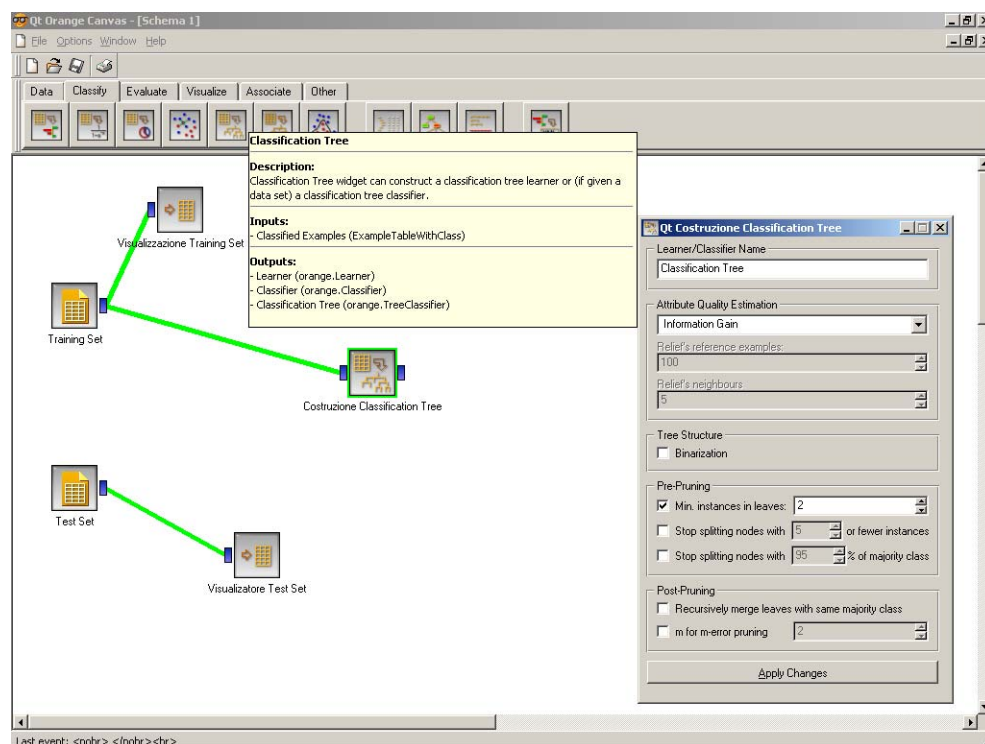 Qt Orange Canvas - [Schema 1]
File Options Window Help
Data Classify Evaluate Visualize Associate Other
Classification Tree
Description:
Classification Tree widget can construct a classification tree learner or (if given a
data set) a classification tree classifier.
Inputs:
- Classified Examples (ExampleTableWithClass)
Outputs:
- Learner (orange.Learner)
- Classifier (orange.Classifier)
- Classification Tree (orange.TreeClassifier)
Visualizzazione Training Set
Training Set
Costruzione Classification Tree
Test Set
Visualizatore Test Set
Qt Costruzione Classification Tree
Learner/Classifier Name
Classification Tree
Attribute Quality Estimation
Information Gain
Relief's reference examples:
100
Relief's neighbours
5
Tree Structure
Binarization
Pre-Pruning
Min. instances in leaves: 2
Stop splitting nodes with 5 or fewer instances
Stop splitting nodes with 95 % of majority class
Post-Pruning
Recursively merge leaves with same majority class
m for m-error pruning 2
Apply Changes
Last event: <nobr> </nobr><br>